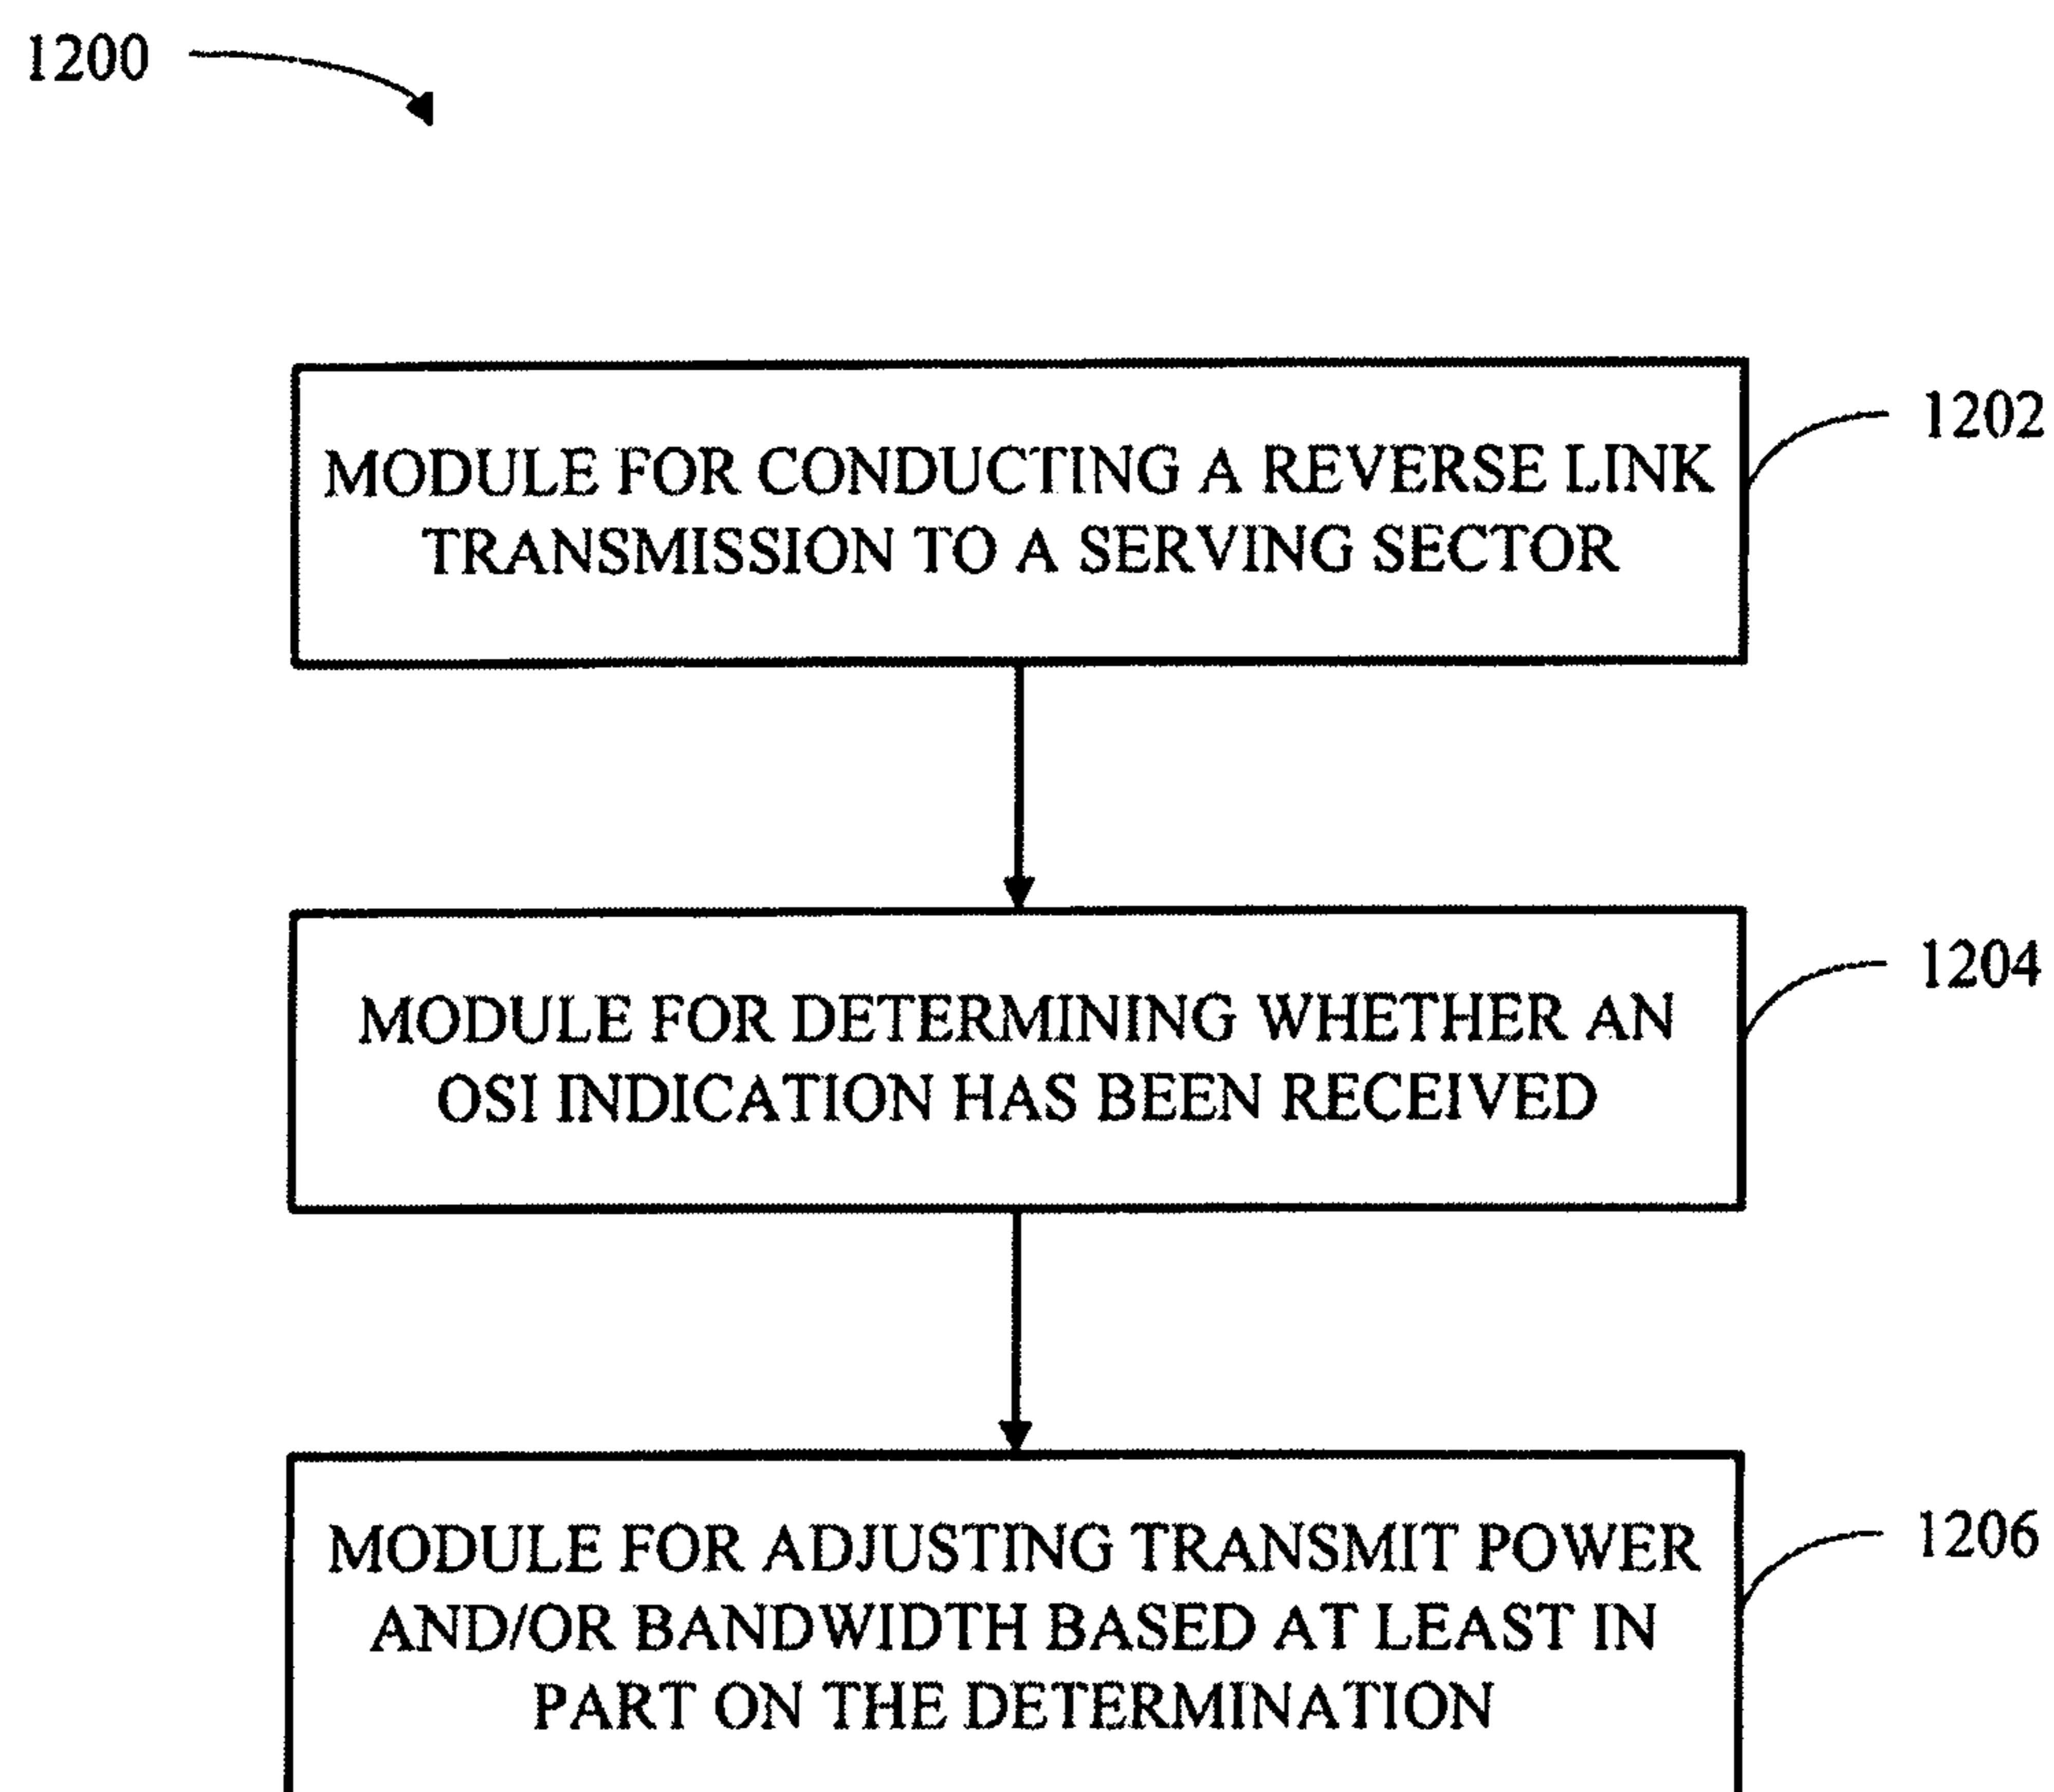 1200
MODULE FOR CONDUCTING A REVERSE LINK
TRANSMISSION TO A SERVING SECTOR
1202
MODULE FOR DETERMINING WHETHER AN
OSI INDICATION HAS BEEN RECEIVED
1204
MODULE FOR ADJUSTING TRANSMIT POWER
AND/OR BANDWIDTH BASED AT LEAST IN
PART ON THE DETERMINATION
1206